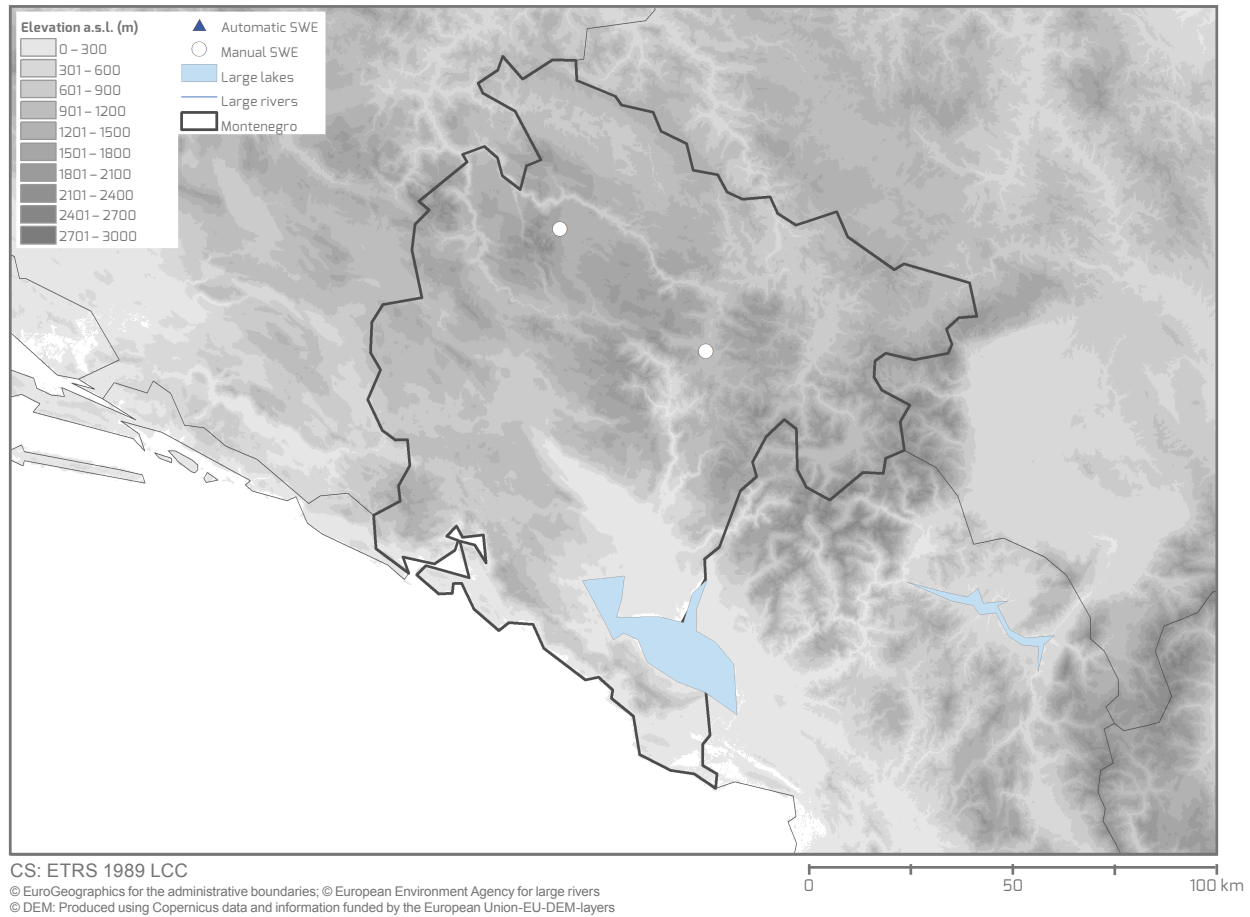 Elevation a.s.l. (m)
0 – 300
301 – 600
601 – 900
901 – 1200
1201 – 1500
1501 – 1800
1801 – 2100
2101 – 2400
2401 – 2700
2701 – 3000
Automatic SWE
Manual SWE
Large lakes
Large rivers
Montenegro
CS: ETRS 1989 LCC
© EuroGeographics for the administrative boundaries; © European Environment Agency for large rivers
© DEM: Produced using Copernicus data and information funded by the European Union-EU-DEM-layers
0 50 100 km